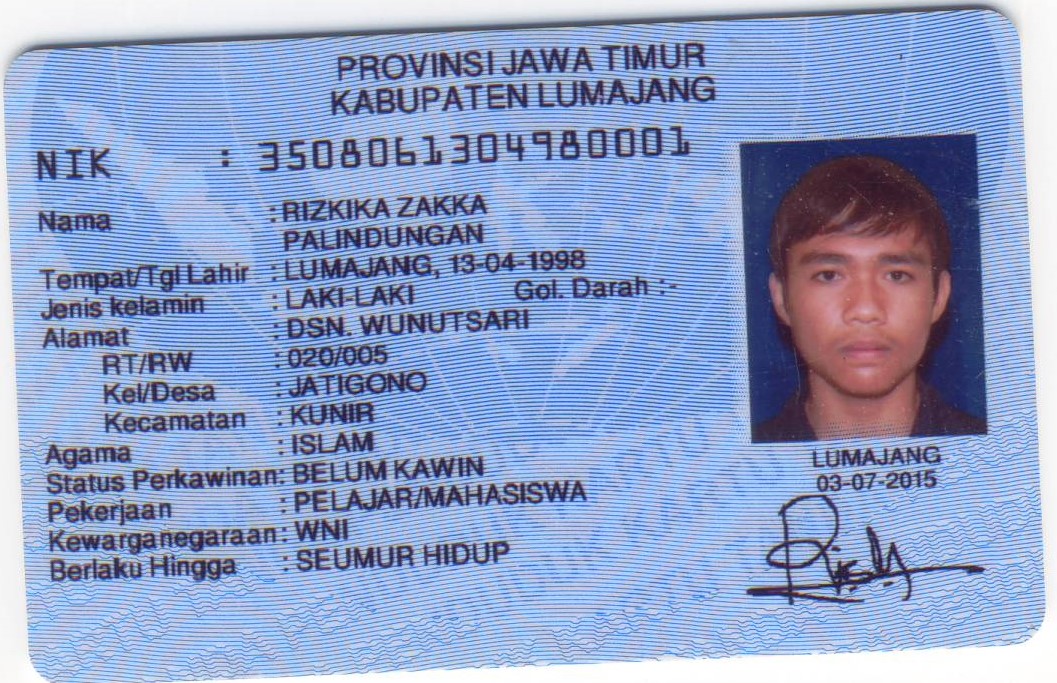 PROVINSI JAWA TIMUR
KABUPATEN LUMAJANG
NIK : 3508061304980001
Nama : RIZKIKA ZAKKA
PALINDUNGAN
Tempat/Tgl Lahir : LUMAJANG, 13-04-1998
Jenis kelamin : LAKI-LAKI Gol. Darah :-
Alamat : DSN. WUNUTSARI
RT/RW : 020/005
Kel/Desa : JATIGONO
Kecamatan : KUNIR
Agama : ISLAM
Status Perkawinan: BELUM KAWIN
Pekerjaan : PELAJAR/MAHASISWA
Kewarganegaraan: WNI
Berlaku Hingga : SEUMUR HIDUP
LUMAJANG
03-07-2015